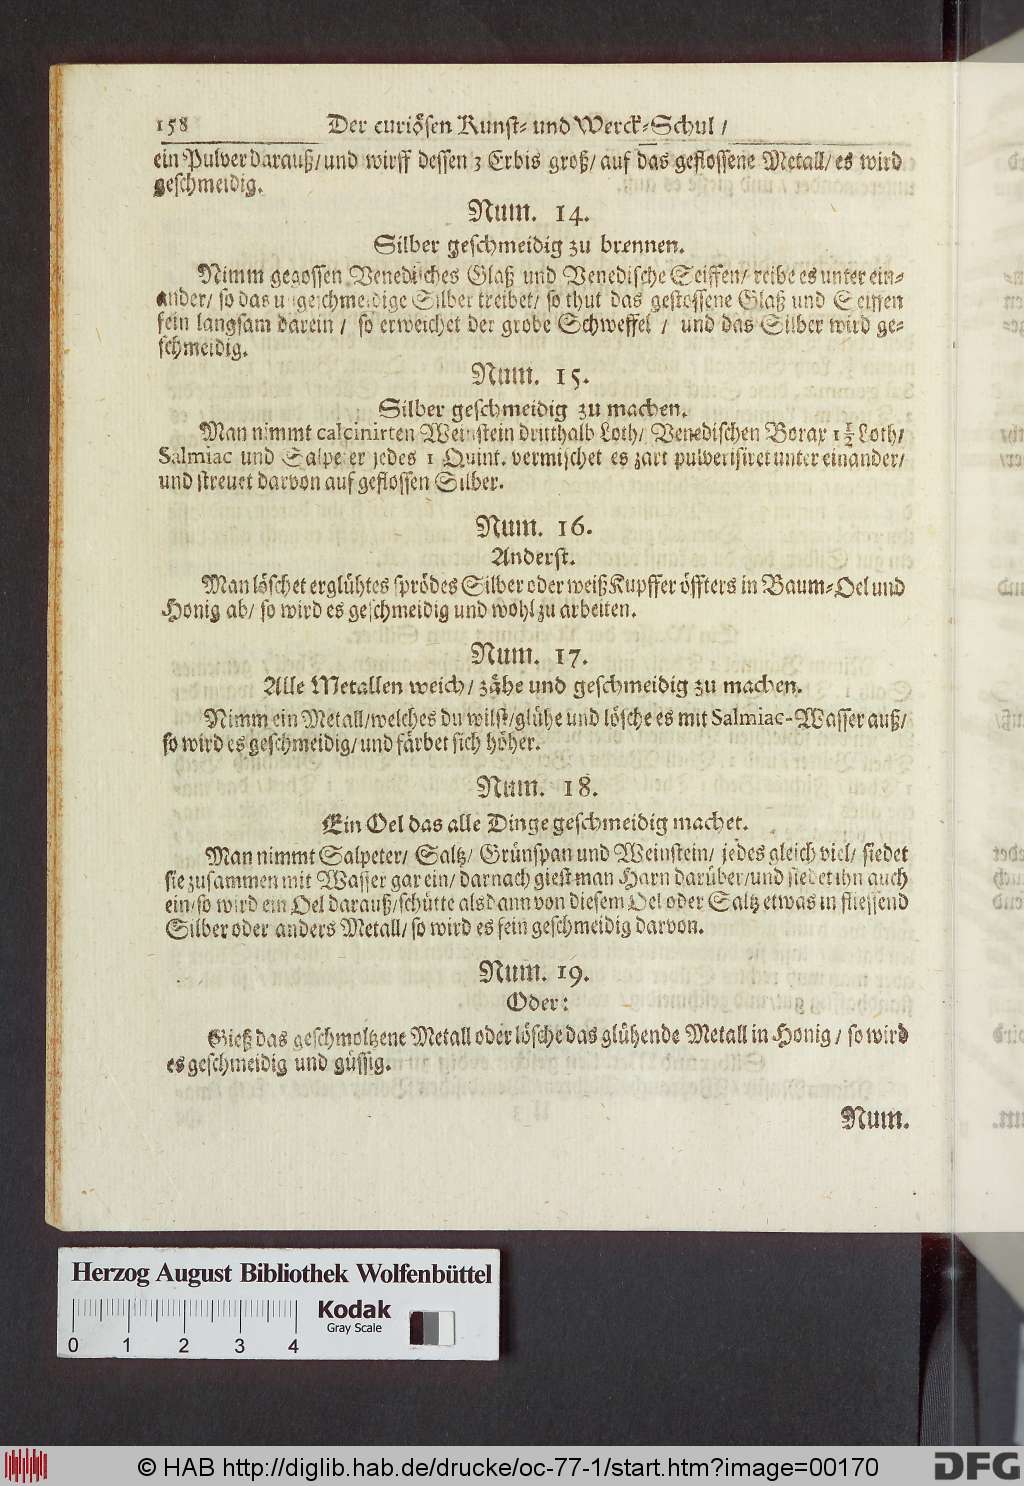 158 Der curiösen Kunst- und Werck-Schul /
ein Pulver darauß/ und wirff dessen 3 Erbis groß/ auf das geflossene Metall/ es wird
geschmeidig.
Num. 14.
Silber geschmeidig zu brennen.
Nimm gegossen Venedisches Glaß und Venedische Seiffen/ reibe es unter ein-
ander/ so das ungeschmeidige Silber treibet/ so thut das gestossene Glaß und Seiffen
fein langsam darein / so erweichet der grobe Schweffel / und das Silber wird ge-
schmeidig.
Num. 15.
Silber geschmeidig zu machen.
Man nimmt calcinirten Weinstein dritthalb Loth/ Venedischen Borax 1½ Loth/
Salmiac und Salpeter jedes 1 Quint. vermischet es zart pulverisiret unter einander/
und streuet darvon auf geflossen Silber.
Num. 16.
Anderst.
Man löschet erglühtes sprödes Silber oder weiß Kupffer öffters in Baum-Oel und
Honig ab/ so wird es geschmeidig und wohl zu arbeiten.
Num. 17.
Alle Metallen weich/ zähe und geschmeidig zu machen.
Nimm ein Metall/ welches du wilst/ glühe und lösche es mit Salmiac-Wasser auß/
so wird es geschmeidig/ und färbet sich höher.
Num. 18.
Ein Oel das alle Dinge geschmeidig machet.
Man nimmt Salpeter/ Saltz/ Grünspan und Weinstein/ jedes gleich viel/ siedet
sie zusammen mit Wasser gar ein/ darnach giest man Harn darüber/ und siedet ihn auch
ein/ so wird ein Oel darauß/ schütte alsdann von diesem Oel oder Saltz etwas in fliessend
Silber oder anders Metall/ so wird es fein geschmeidig darvon.
Num. 19.
Oder:
Gieß das geschmoltzene Metall oder lösche das glühende Metall in Honig / so wird
es geschmeidig und güssig.
Num.
Herzog August Bibliothek Wolfenbüttel
Kodak
Gray Scale
0 1 2 3 4
© HAB http://diglib.hab.de/drucke/oc-77-1/start.htm?image=00170
DFG